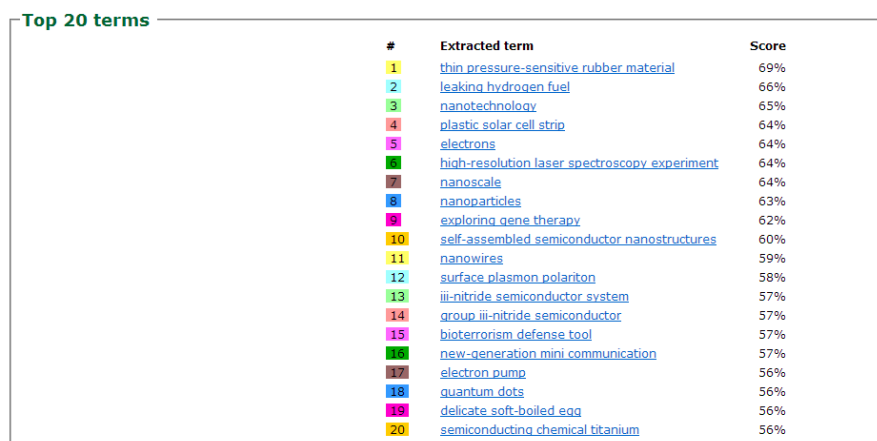 Top 20 terms
# Extracted term Score
1 thin pressure-sensitive rubber material 69%
2 leaking hydrogen fuel 66%
3 nanotechnology 65%
4 plastic solar cell strip 64%
5 electrons 64%
6 high-resolution laser spectroscopy experiment 64%
7 nanoscale 64%
8 nanoparticles 63%
9 exploring gene therapy 62%
10 self-assembled semiconductor nanostructures 60%
11 nanowires 59%
12 surface plasmon polariton 58%
13 iii-nitride semiconductor system 57%
14 group iii-nitride semiconductor 57%
15 bioterrorism defense tool 57%
16 new-generation mini communication 57%
17 electron pump 56%
18 quantum dots 56%
19 delicate soft-boiled egg 56%
20 semiconducting chemical titanium 56%